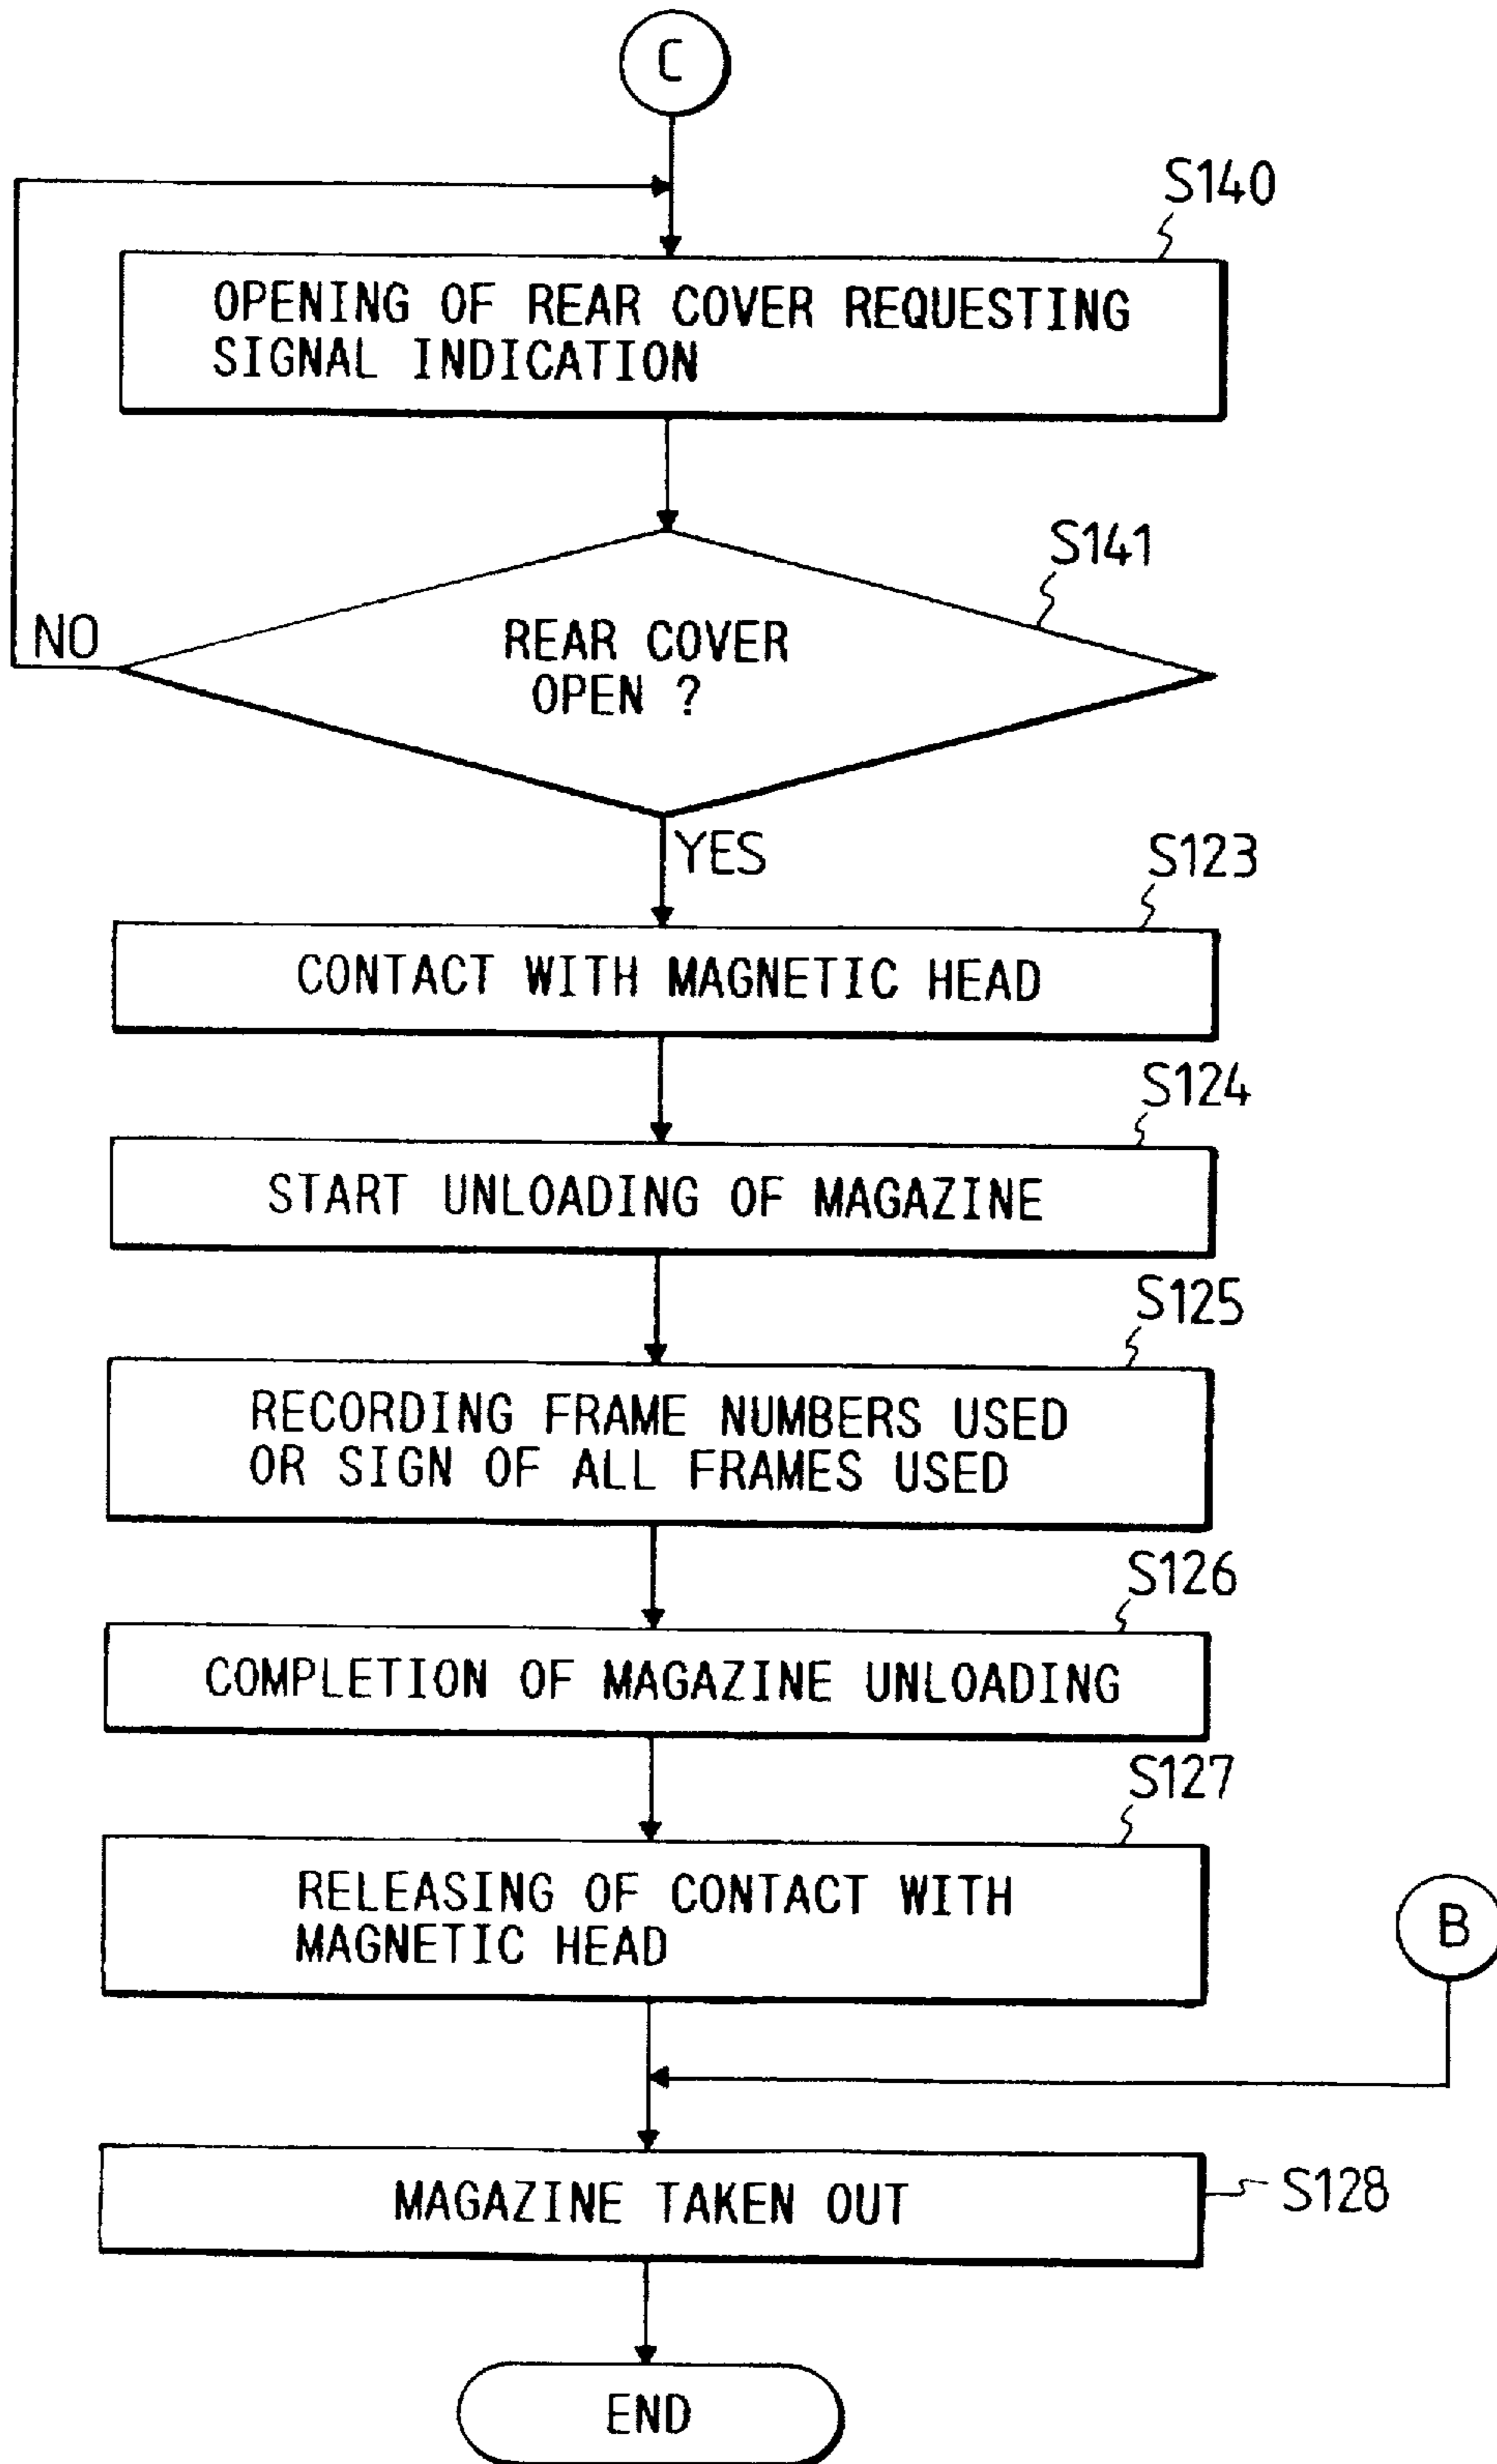 C
S140
OPENING OF REAR COVER REQUESTING
SIGNAL INDICATION
S141
NO
REAR COVER
OPEN ?
YES
S123
CONTACT WITH MAGNETIC HEAD
S124
START UNLOADING OF MAGAZINE
S125
RECORDING FRAME NUMBERS USED
OR SIGN OF ALL FRAMES USED
S126
COMPLETION OF MAGAZINE UNLOADING
S127
RELEASING OF CONTACT WITH
MAGNETIC HEAD
B
MAGAZINE TAKEN OUT
S128
END